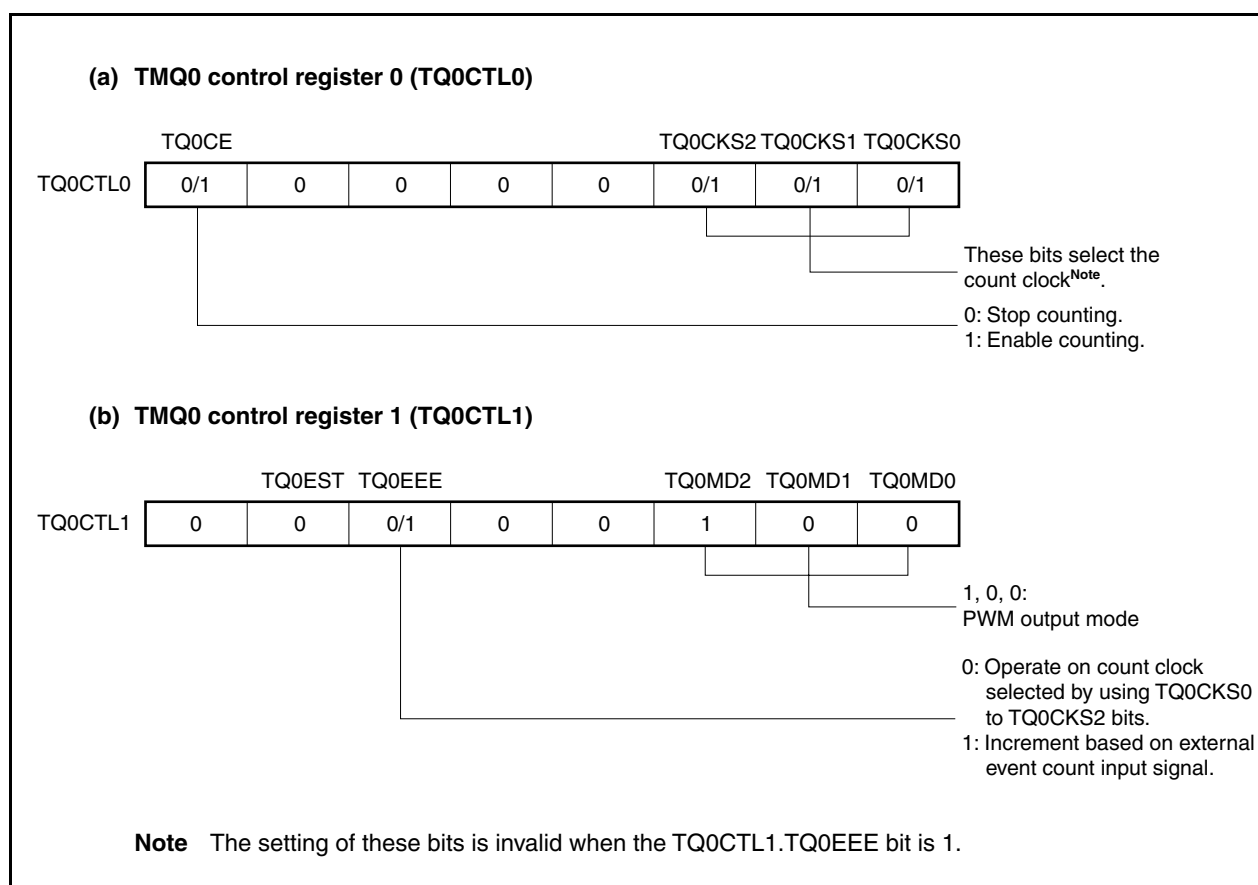 (a) TMQ0 control register 0 (TQ0CTL0)
TQ0CE TQ0CKS2 TQ0CKS1 TQ0CKS0
TQ0CTL0 0/1 0 0 0 0 0/1 0/1 0/1
These bits select the
count clockNote.
0: Stop counting.
1: Enable counting.
(b) TMQ0 control register 1 (TQ0CTL1)
TQ0EST TQ0EEE TQ0MD2 TQ0MD1 TQ0MD0
TQ0CTL1 0 0 0/1 0 0 1 0 0
1, 0, 0:
PWM output mode
0: Operate on count clock
selected by using TQ0CKS0
to TQ0CKS2 bits.
1: Increment based on external
event count input signal.
Note The setting of these bits is invalid when the TQ0CTL1.TQ0EEE bit is 1.